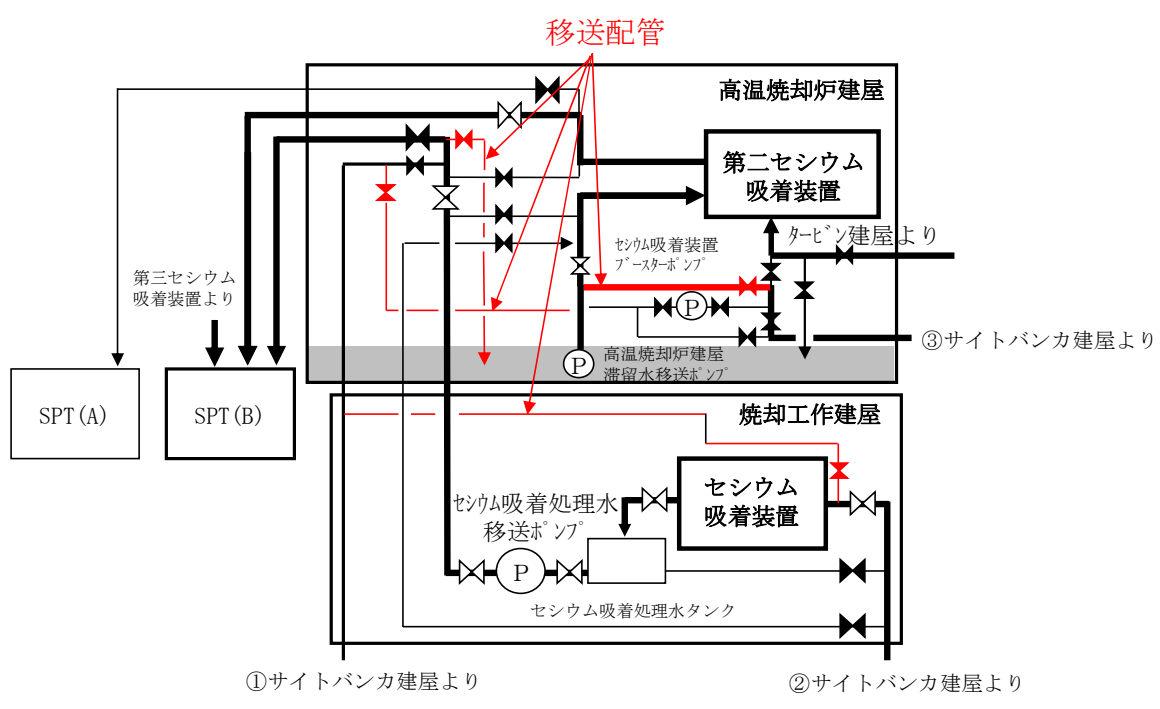 移送配管
高温焼却炉建屋
第二セシウム
吸着装置
ﾀｰﾋﾞﾝ建屋より
ｾｼｳﾑ吸着装置
ﾌﾞｰｽﾀｰﾎﾟﾝﾌﾟ
第三セシウム
吸着装置より
P
③サイトバンカ建屋より
P
高温焼却炉建屋
滞留水移送ﾎﾟﾝﾌﾟ
SPT(A)
SPT(B)
焼却工作建屋
セシウム
吸着装置
ｾｼｳﾑ吸着処理水
移送ﾎﾟﾝﾌﾟ
P
セシウム吸着処理水タンク
①サイトバンカ建屋より
②サイトバンカ建屋より